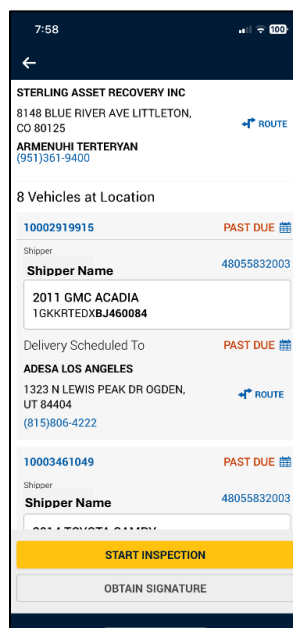 7:58
100
STERLING ASSET RECOVERY INC
8148 BLUE RIVER AVE LITTLETON,
CO 80125
ROUTE
ARMENUHI TERTERYAN
(951)361-9400
8 Vehicles at Location
10002919915 PAST DUE
Shipper
Shipper Name 48055832003
2011 GMC ACADIA
1GKKRTEDXBJ460084
Delivery Scheduled To PAST DUE
ADESA LOS ANGELES
1323 N LEWIS PEAK DR OGDEN,
UT 84404
ROUTE
(815)806-4222
10003461049 PAST DUE
Shipper
Shipper Name 48055832003
2014 TOYOTA CAMRY
START INSPECTION
OBTAIN SIGNATURE